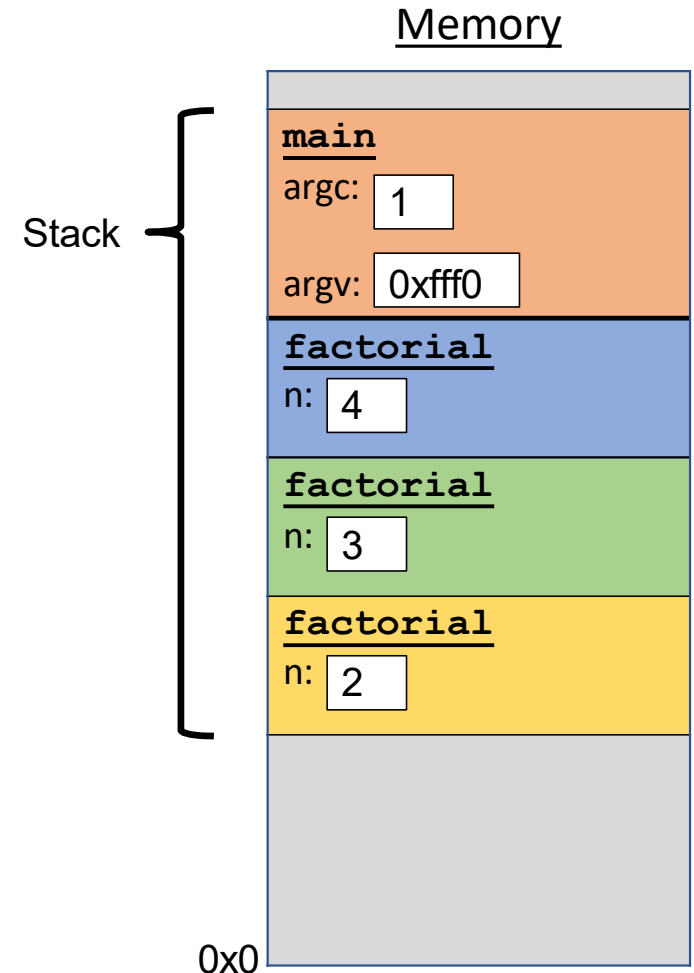 Memory
main
argc: 1
Stack
argv: 0xfff0
factorial
n: 4
factorial
n: 3
factorial
n: 2
0x0